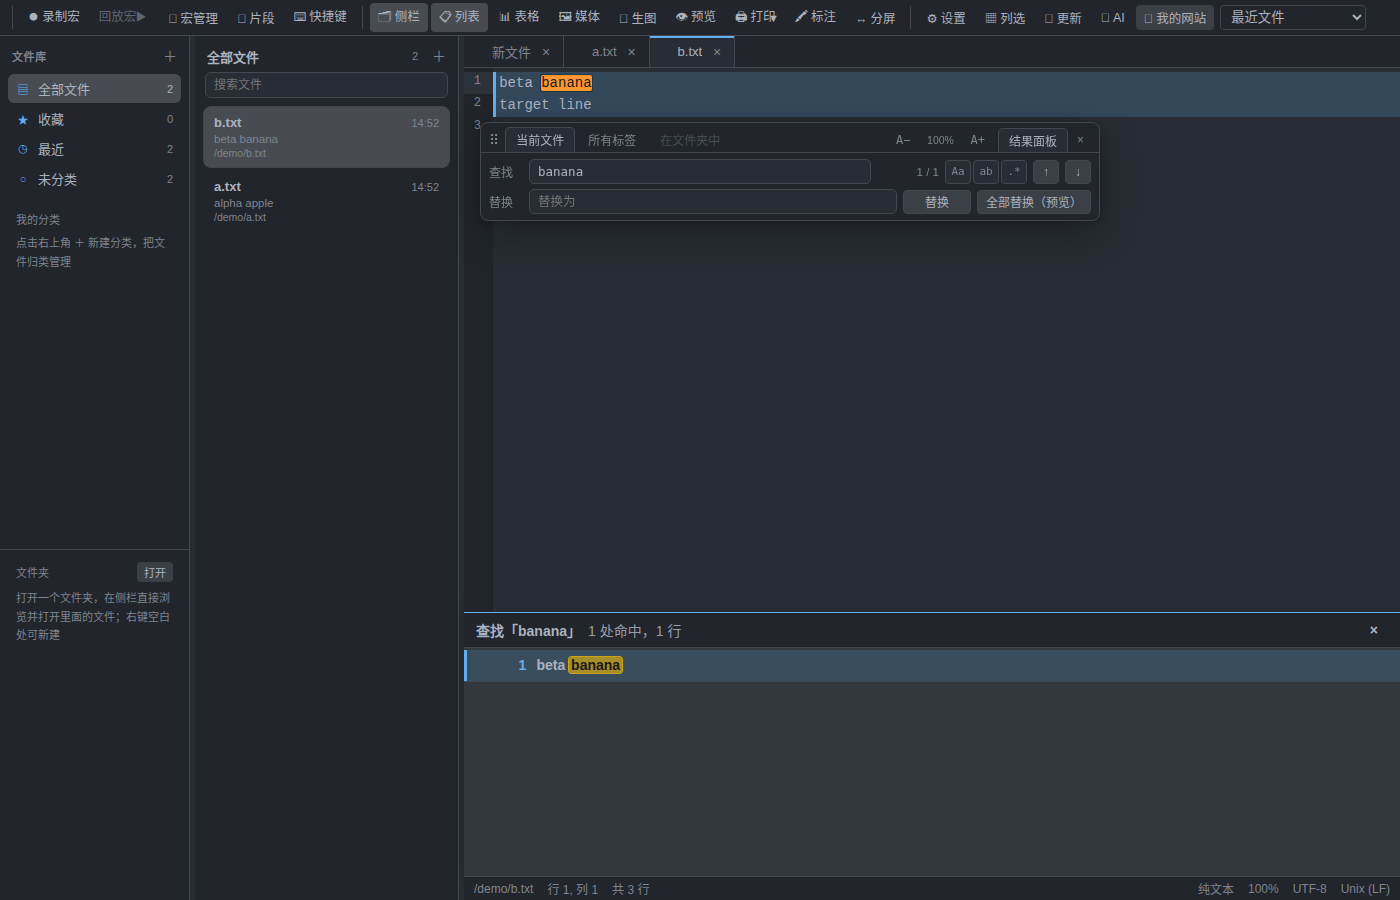 录制宏 回放宏 宏管理 片段 快捷键 侧栏 列表 表格 媒体 生图 预览 打印 标注 分屏 设置 列选 更新 AI 我的网站 最近文件
文件库 +
全部文件 2
收藏 0
最近 2
未分类 2
我的分类
点击右上角 + 新建分类，把文
件归类管理
文件夹 打开
打开一个文件夹，在侧栏直接浏
览并打开里面的文件；右键空白
处可新建
全部文件 2 +
搜索文件
b.txt 14:52
beta banana
/demo/b.txt
a.txt 14:52
alpha apple
/demo/a.txt
新文件 × a.txt × b.txt ×
1 beta banana
2 target line
3
当前文件 所有标签 在文件夹中 A− 100% A+ 结果面板 ×
查找 banana 1 / 1 Aa ab .* ↑ ↓
替换 替换为 替换 全部替换（预览）
查找「banana」 1 处命中，1 行 ×
1 beta banana
/demo/b.txt 行 1, 列 1 共 3 行 纯文本 100% UTF-8 Unix (LF)